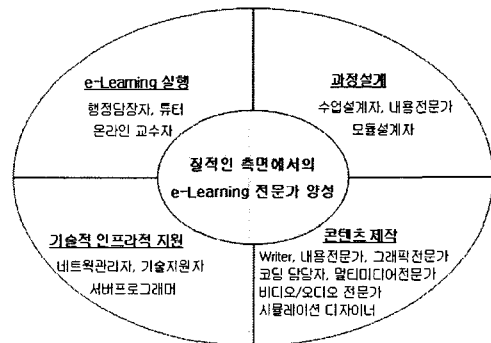 e-Learning 실행
행정담장자, 튜터
온라인 교수자
과정설계
수업설계자, 내용전문가
모듈설계자
질적인 측면에서의
e-Learning 전문가 양성
기술적 인프라적 지원
네트웍관리자, 기술지원자
서버프로그래머
콘텐츠 제작
Writer, 내용전문가, 그래픽전문가
코딩 담당자, 멀티미디어전문가
비디오/오디오 전문가
시뮬레이션 디자이너